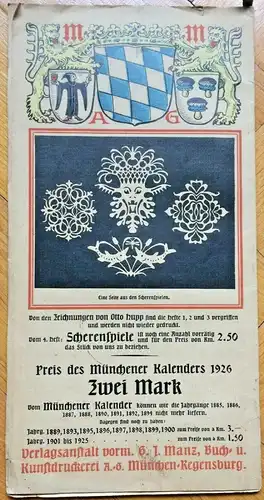 M M
A G
Eine Seite aus den Scherenspielen.
Von den Zeichnungen von Otto Hupp sind die Hefte 1, 2 und 3 vergriffen
und werden nicht wieder gedruckt.
Vom 4. Heft: Scherenspiele ist noch eine Anzahl vorrätig und für den Preis von Rm. 2.50
das Stück von uns zu beziehen.
Preis des Münchener Kalenders 1926
Zwei Mark
Vom Münchener Kalender können wir die Jahrgänge 1885, 1886,
1887, 1888, 1890, 1891, 1892, 1894 nicht mehr liefern.
Dagegen sind noch zu haben:
Jahrg. 1889, 1893, 1895, 1896, 1897, 1898, 1899, 1900 zum Preise von à Rm. 3.—
Jahrg. 1901 bis 1925 zum Preise von à Rm. 1.50
Verlagsanstalt vorm. G. J. Manz, Buch- u.
Kunstdruckerei A.-G. München-Regensburg.